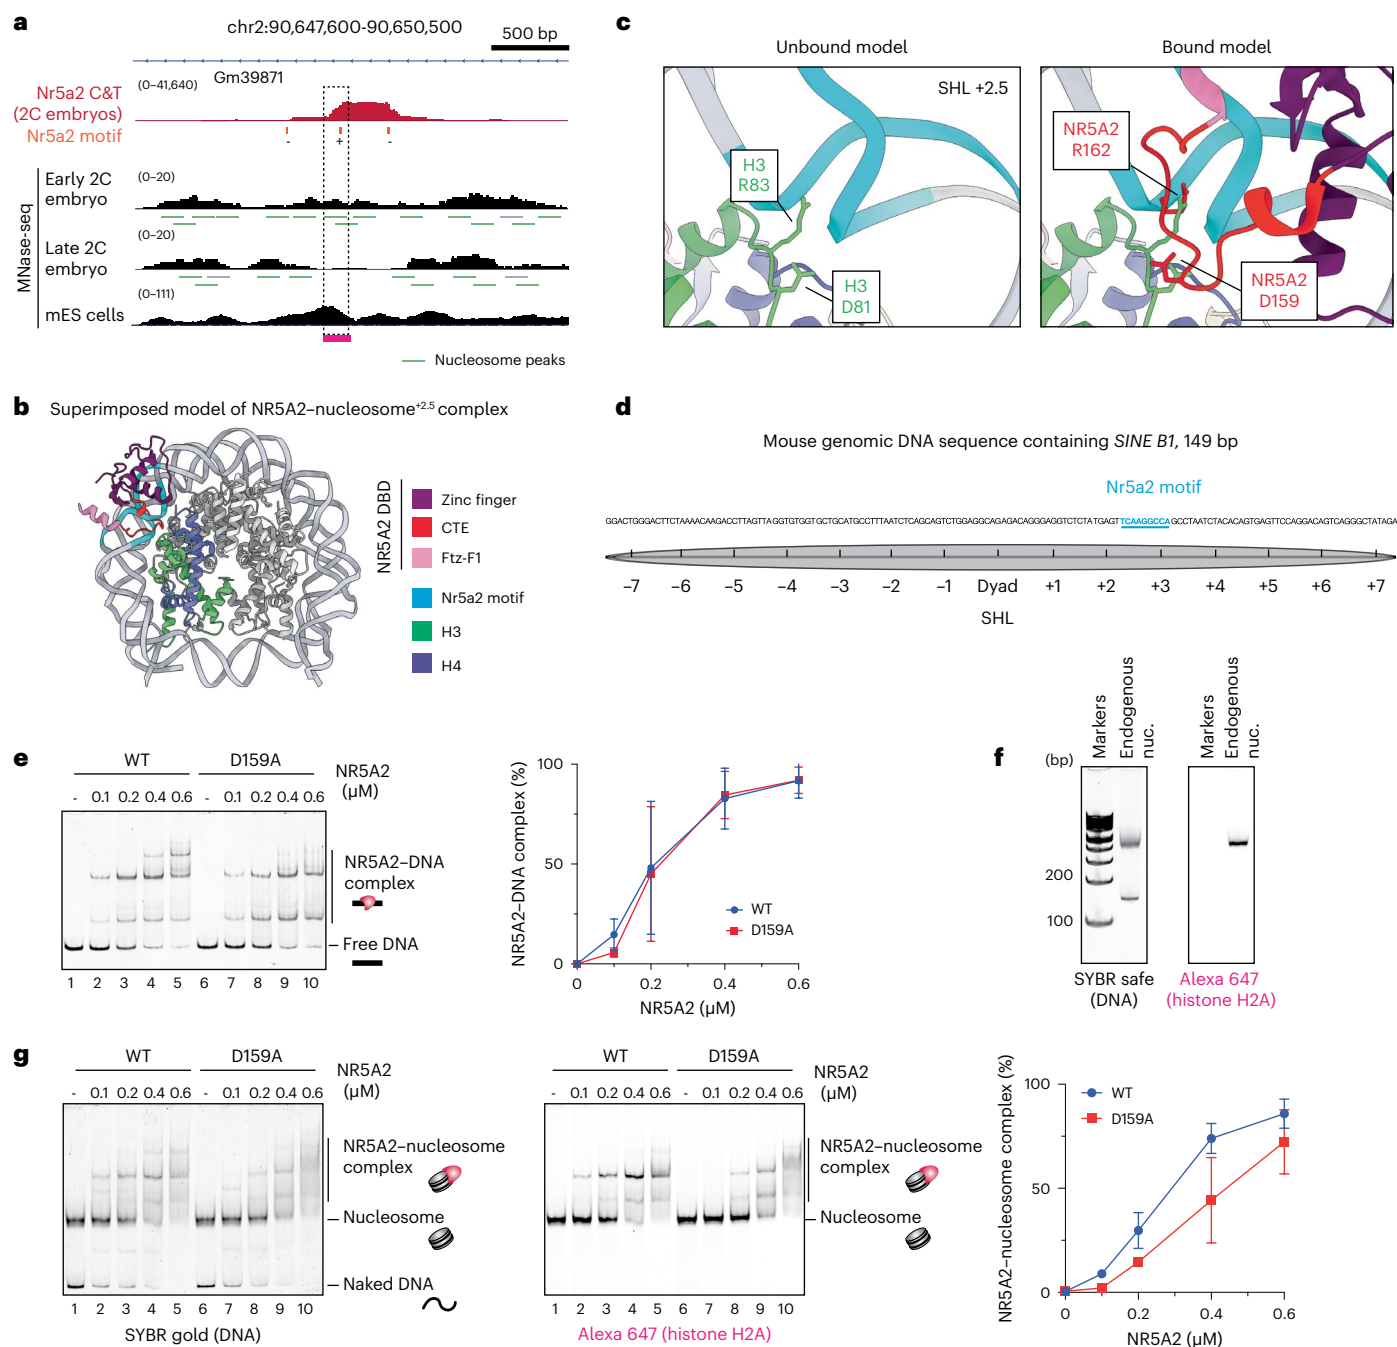 a
chr2:90,647,600-90,650,500
500 bp
Gm39871
Nr5a2 C&T
(2C embryos)
(0–41,640)
Nr5a2 motif
- + -
MNase-seq
Early 2C
embryo
(0–20)
Late 2C
embryo
(0–20)
mES cells
(0–111)
Nucleosome peaks
b
Superimposed model of NR5A2–nucleosome+2.5 complex
NR5A2 DBD
Zinc finger
CTE
Ftz-F1
Nr5a2 motif
H3
H4
c
Unbound model
SHL +2.5
H3
R83
H3
D81
Bound model
NR5A2
R162
NR5A2
D159
d
Mouse genomic DNA sequence containing SINE B1, 149 bp
Nr5a2 motif
GGACTGGGACTTCTAAAACAAGACCTTAGTTAGGTGTGGTGCTGCATGCCTTTAATCTCAGCAGTCTGGAGGCAGAGACAGGGAGGTCTCTATGAGTTCAAGGCCAGCCTAATCTACACAGTGAGTTCCAGGACAGTCAGGGCTATAGA
–7 –6 –5 –4 –3 –2 –1 Dyad +1 +2 +3 +4 +5 +6 +7
SHL
e
WT D159A
NR5A2
(µM)
- 0.1 0.2 0.4 0.6 - 0.1 0.2 0.4 0.6
NR5A2–DNA
complex
Free DNA
1 2 3 4 5 6 7 8 9 10
NR5A2–DNA complex (%)
100
50
0
WT
D159A
0 0.2 0.4 0.6
NR5A2 (µM)
f
(bp)
Markers
Endogenous
nuc.
Markers
Endogenous
nuc.
200
100
SYBR safe
(DNA)
Alexa 647
(histone H2A)
g
WT D159A
NR5A2
(µM)
- 0.1 0.2 0.4 0.6 - 0.1 0.2 0.4 0.6
NR5A2–nucleosome
complex
Nucleosome
Naked DNA
1 2 3 4 5 6 7 8 9 10
SYBR gold (DNA)
WT D159A
NR5A2
(µM)
- 0.1 0.2 0.4 0.6 - 0.1 0.2 0.4 0.6
NR5A2–nucleosome
complex
Nucleosome
1 2 3 4 5 6 7 8 9 10
Alexa 647 (histone H2A)
NR5A2–nucleosome complex (%)
100
50
0
WT
D159A
0 0.2 0.4 0.6
NR5A2 (µM)